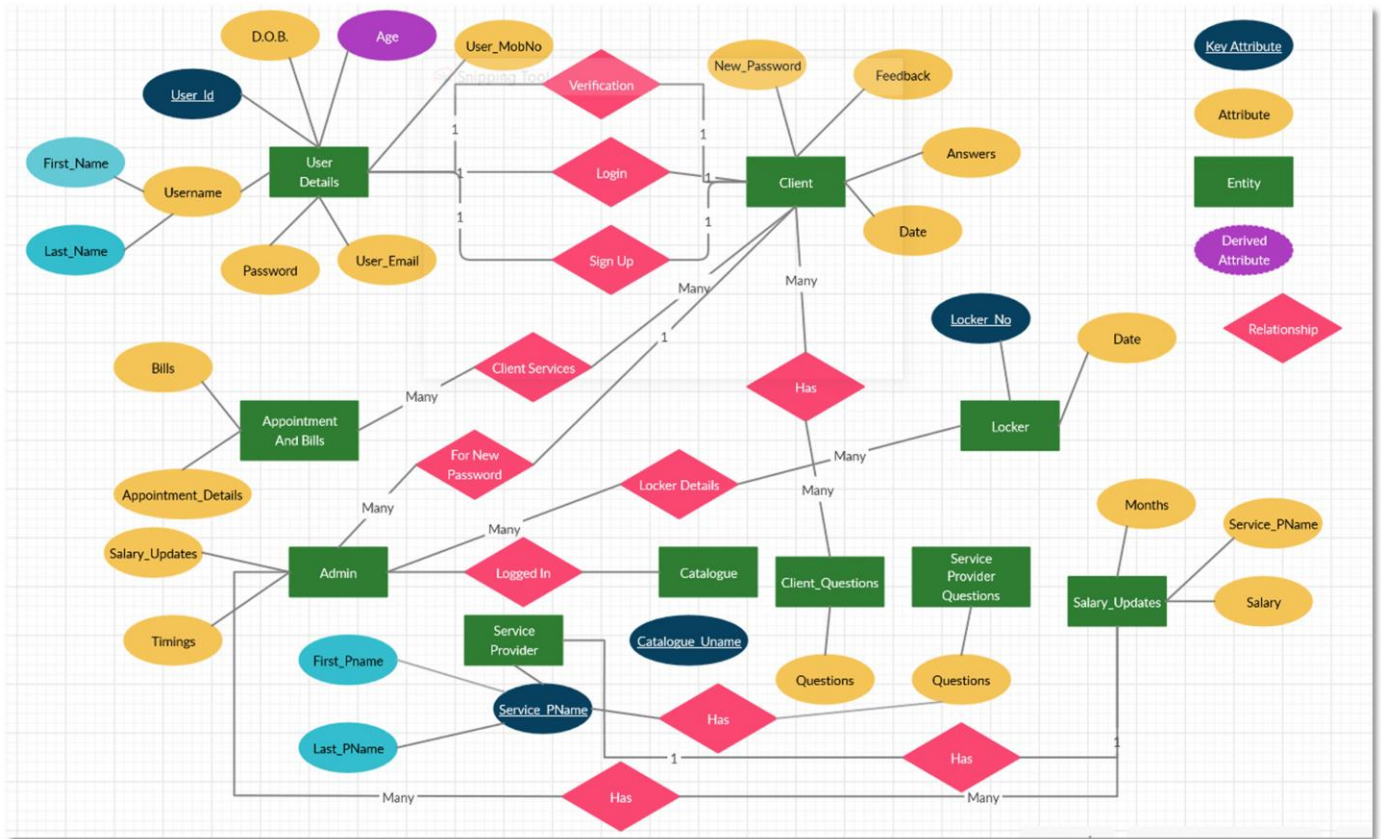 D.O.B.
Age
User_MobNo
Snipping Tool
User_Id
First_Name
Username
Last_Name
User
Details
Password
User_Email
Verification
Login
Sign Up
1
1
1
1
1
1
New_Password
Feedback
Client
Answers
Date
Key Attribute
Attribute
Entity
Derived
Attribute
Relationship
Many
Client Services
Many
1
Many
Has
Many
Locker_No
Date
Locker
Bills
Appointment
And Bills
Appointment_Details
For New
Password
Many
Locker Details
Many
Many
Salary_Updates
Admin
Timings
Logged In
Catalogue
Client_Questions
Service
Provider
Questions
Months
Service_PName
Salary_Updates
Salary
Service
Provider
Catalogue_Uname
First_Pname
Service_PName
Last_PName
Questions
Questions
Has
1
Has
1
Many
Has
Many